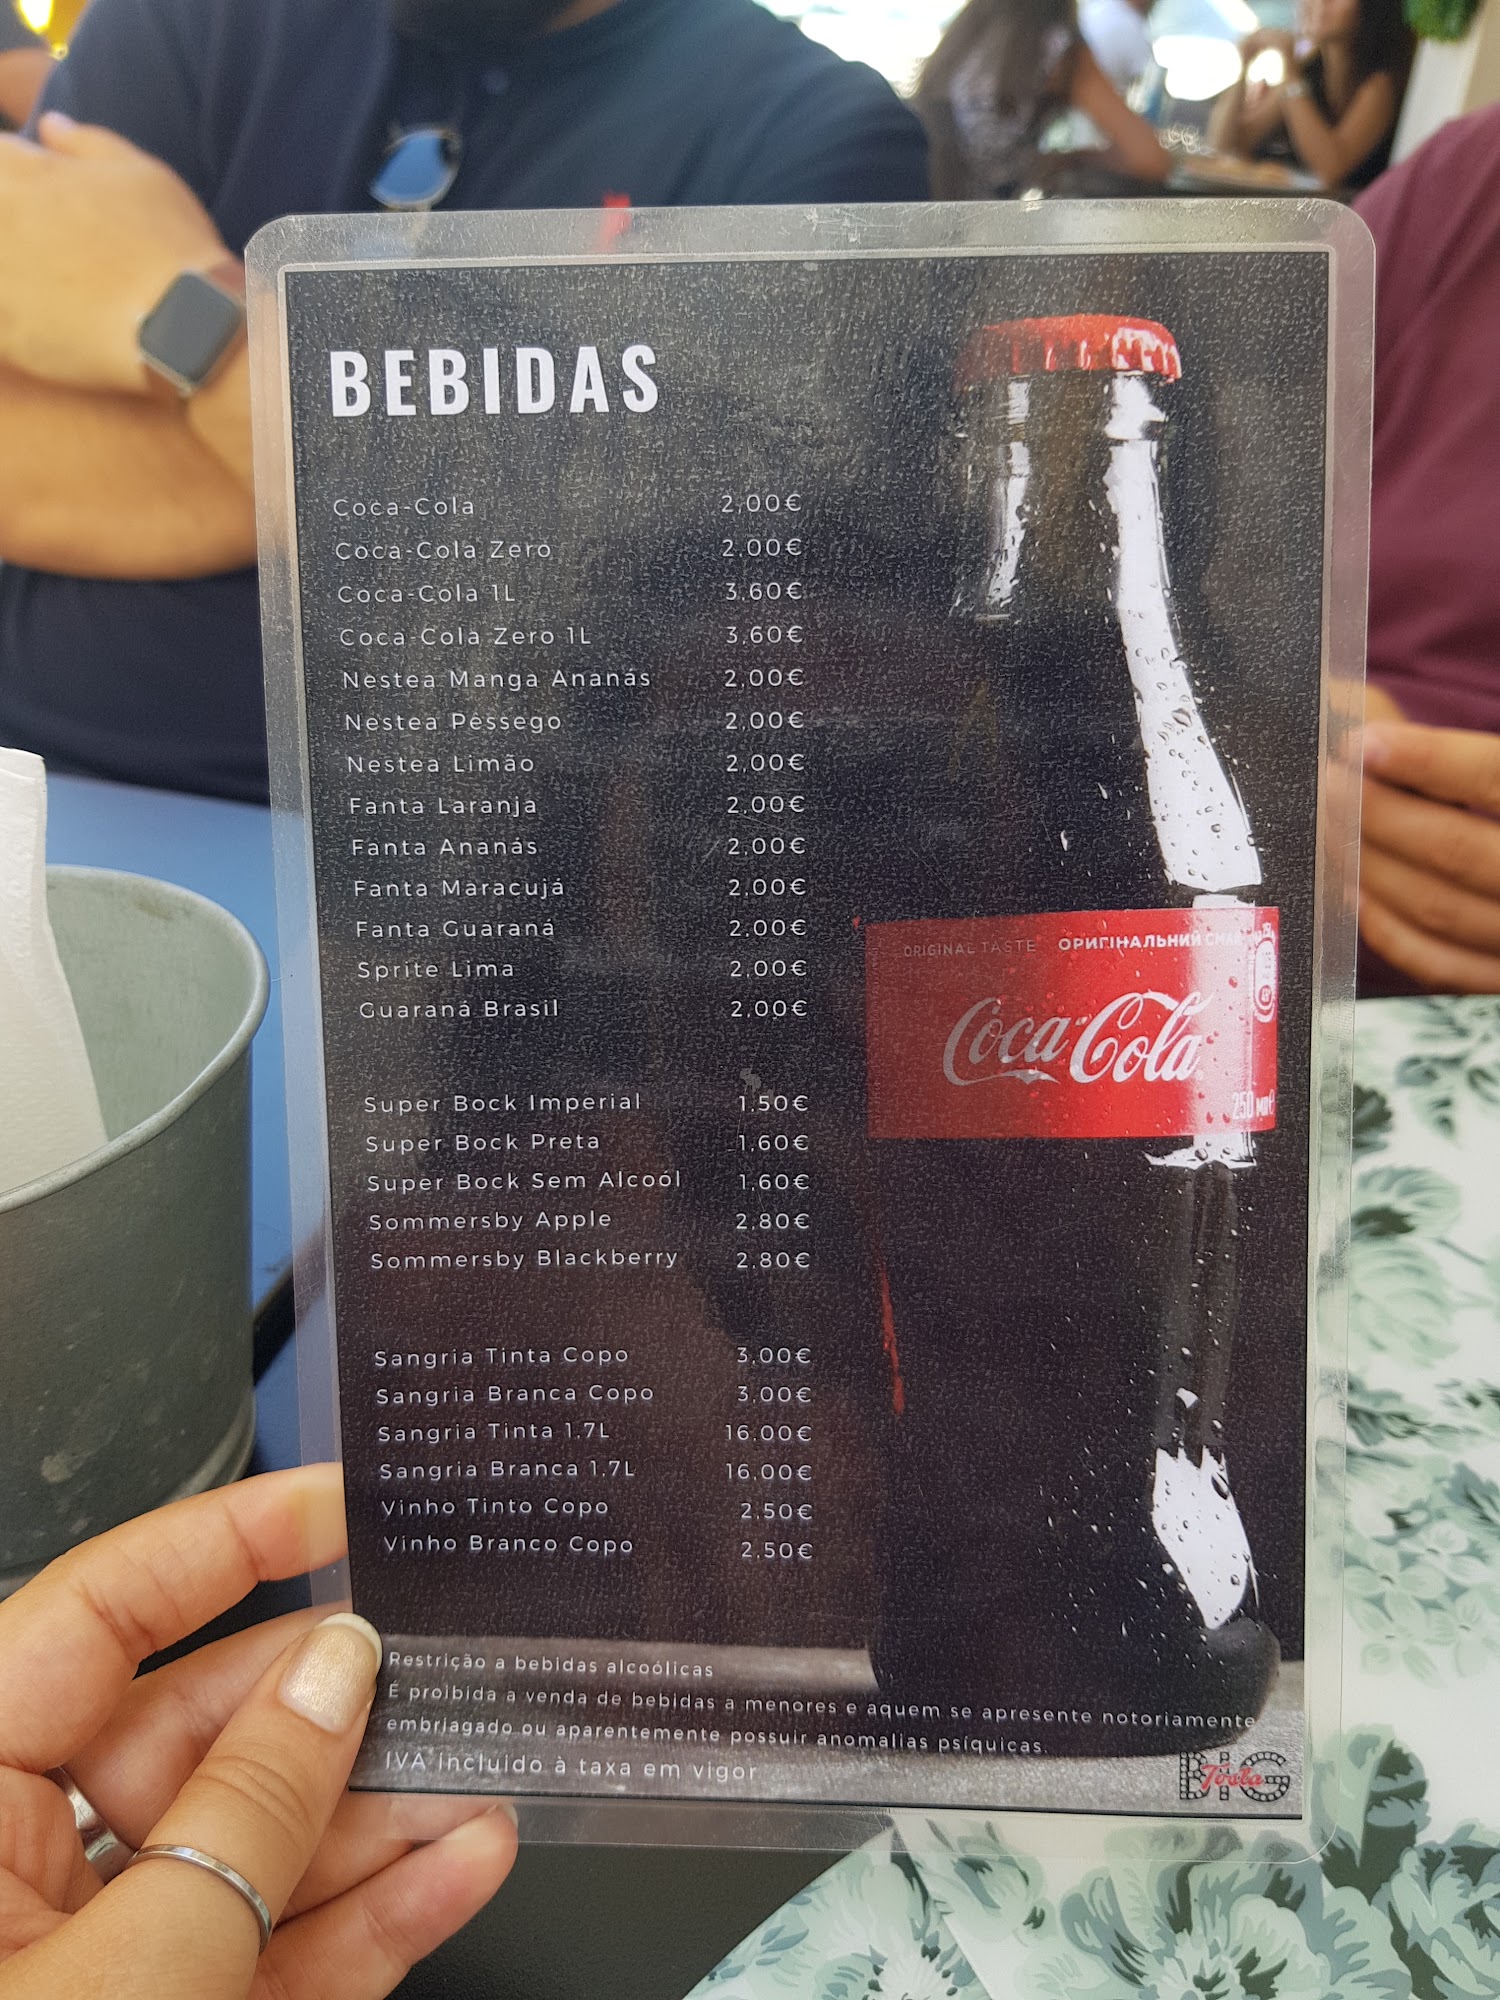 BEBIDAS
Coca-Cola 2,00€
Coca-Cola Zero 2,00€
Coca-Cola 1L 3,60€
Coca-Cola Zero 1L 3,60€
Nestea Manga Ananás 2,00€
Nestea Pêssego 2,00€
Nestea Limão 2,00€
Fanta Laranja 2,00€
Fanta Ananás 2,00€
Fanta Maracujá 2,00€
Fanta Guaraná 2,00€
Sprite Lima 2,00€
Guaraná Brasil 2,00€
Super Bock Imperial 1,50€
Super Bock Preta 1,60€
Super Bock Sem Alcoól 1,60€
Sommersby Apple 2,80€
Sommersby Blackberry 2,80€
Sangria Tinta Copo 3,00€
Sangria Branca Copo 3,00€
Sangria Tinta 1,7L 16,00€
Sangria Branca 1,7L 16,00€
Vinho Tinto Copo 2,50€
Vinho Branco Copo 2,50€
ORIGINAL TASTE ОРИГІНАЛЬНИЙ
Coca-Cola
250 мл
Restrição a bebidas alcoólicas
É proibida a venda de bebidas a menores e aquem se apresente notoriamente
embriagado ou aparentemente possuir anomalias psíquicas.
IVA incluido à taxa em vigor
BIG
Tosta